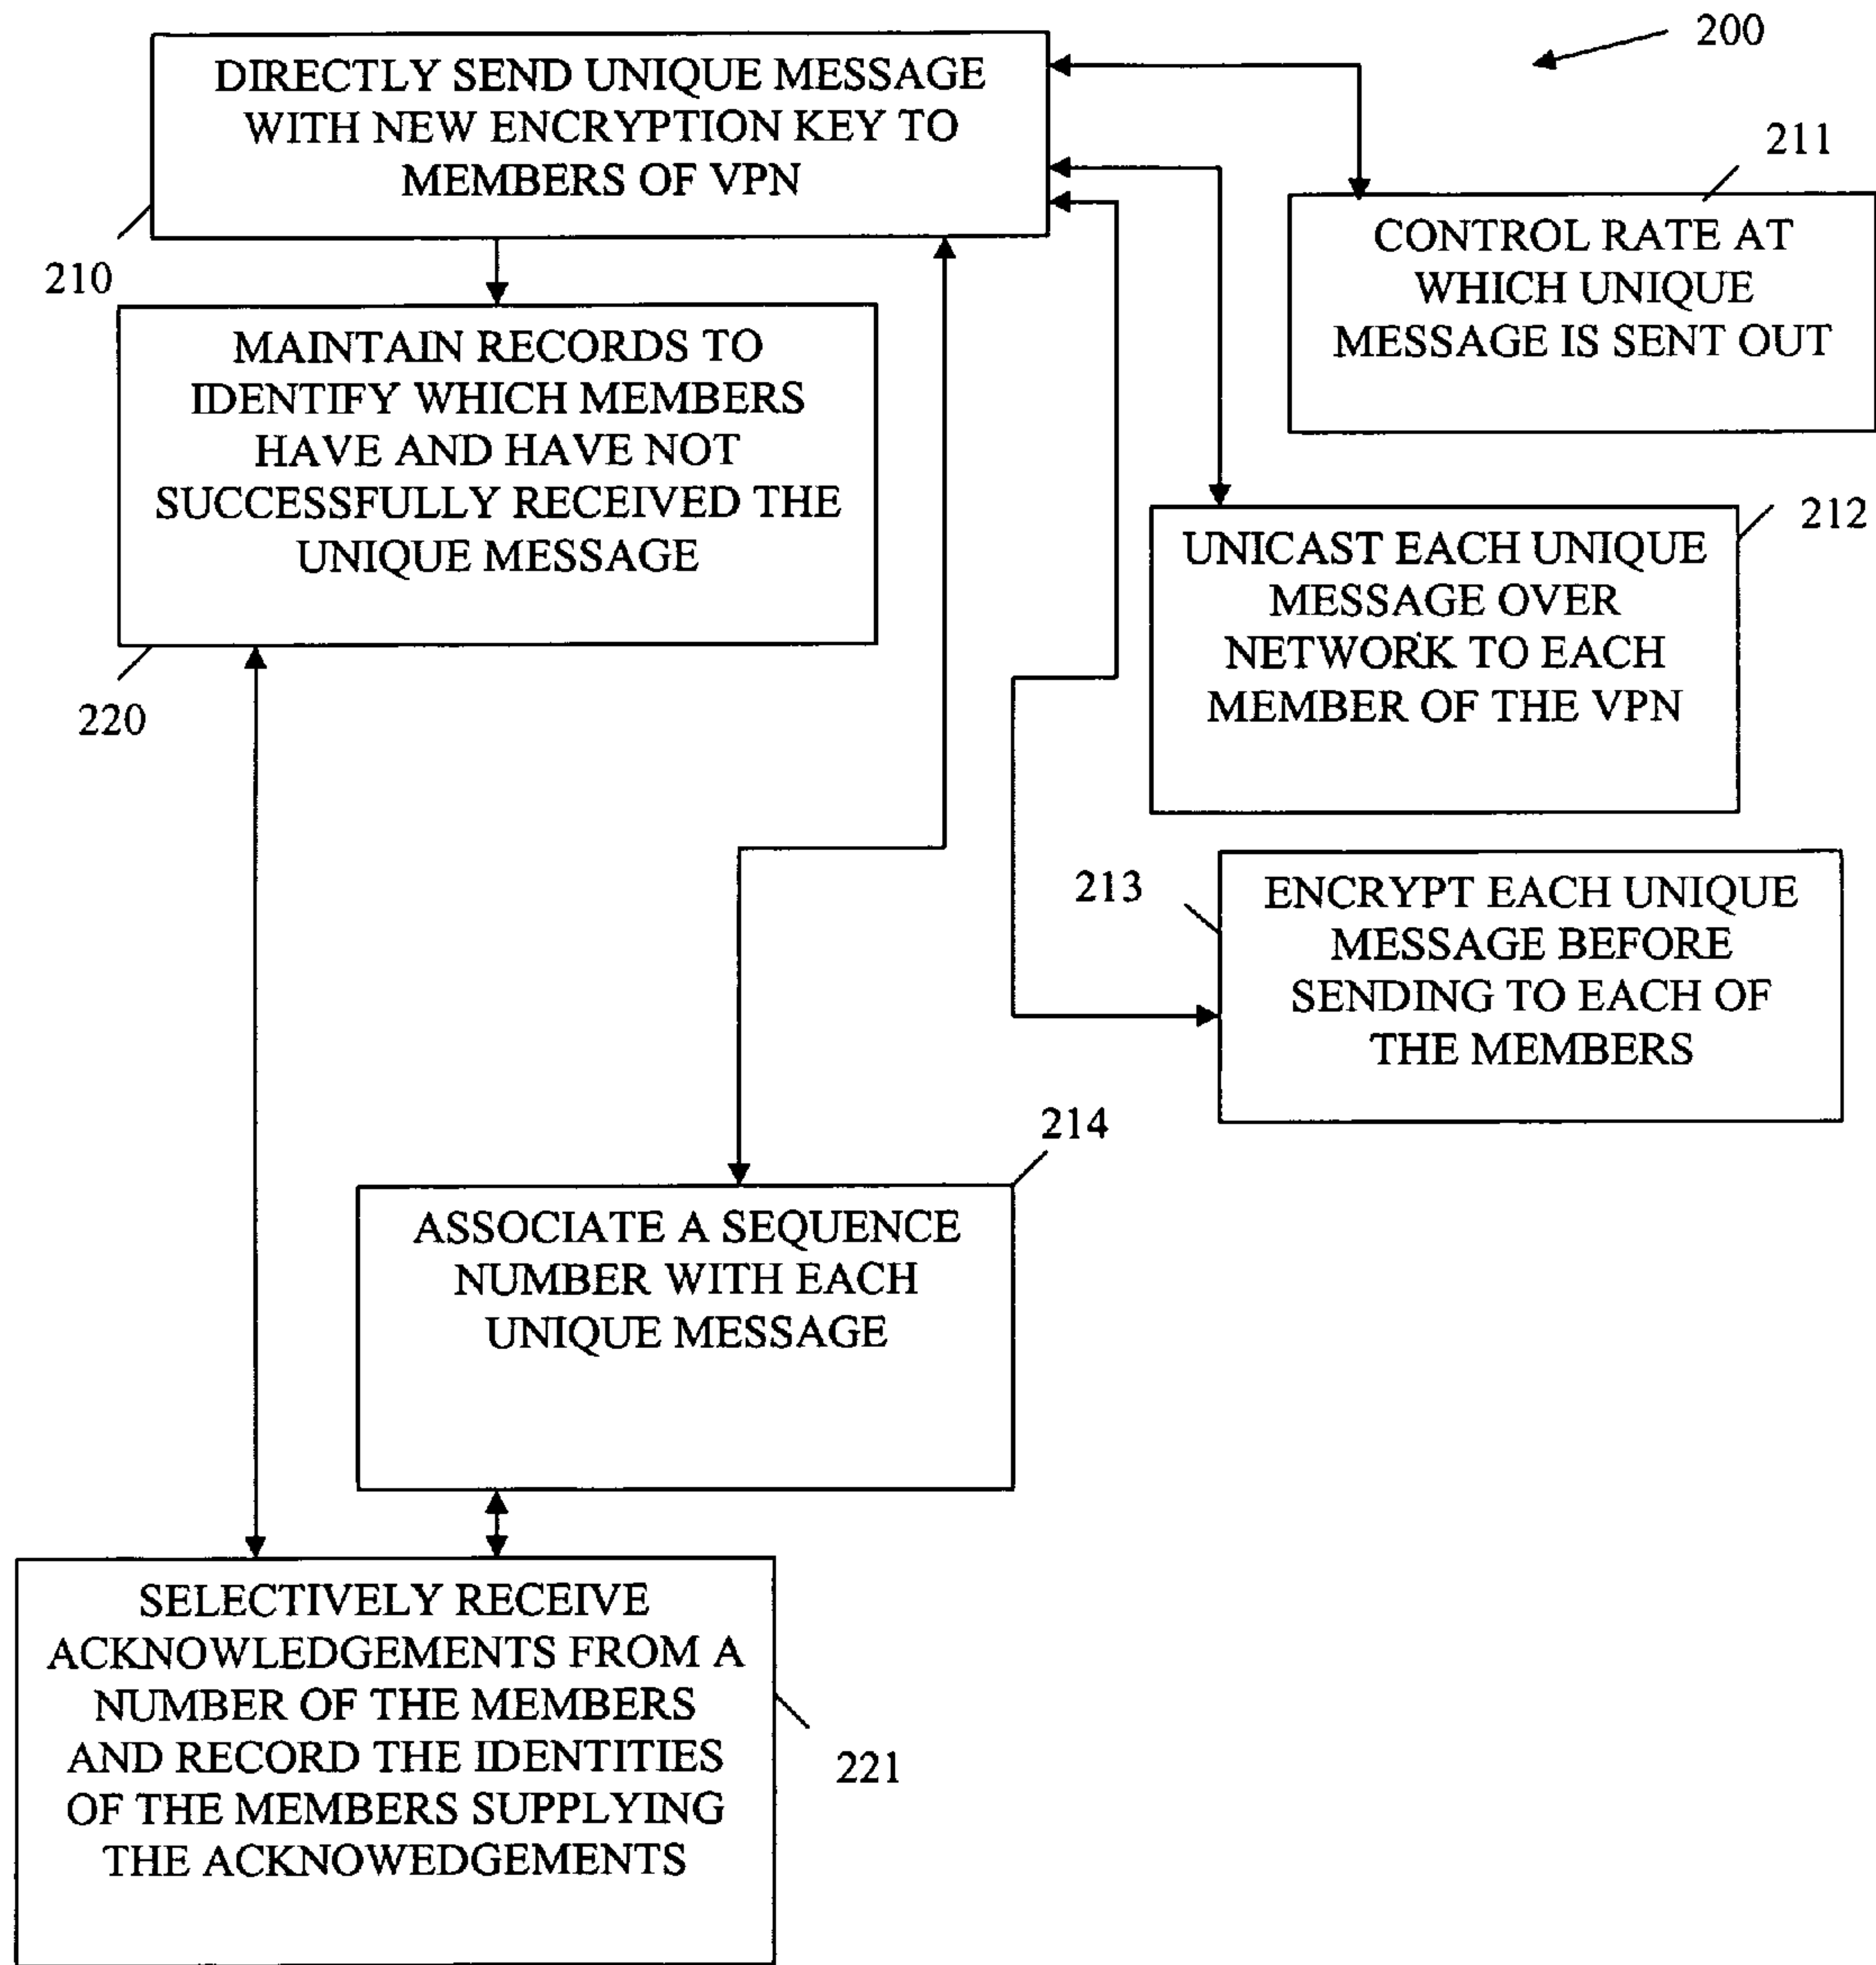 200
DIRECTLY SEND UNIQUE MESSAGE
WITH NEW ENCRYPTION KEY TO
MEMBERS OF VPN
210
211
CONTROL RATE AT
WHICH UNIQUE
MESSAGE IS SENT OUT
MAINTAIN RECORDS TO
IDENTIFY WHICH MEMBERS
HAVE AND HAVE NOT
SUCCESSFULLY RECEIVED THE
UNIQUE MESSAGE
220
212
UNICAST EACH UNIQUE
MESSAGE OVER
NETWORK TO EACH
MEMBER OF THE VPN
213
ENCRYPT EACH UNIQUE
MESSAGE BEFORE
SENDING TO EACH OF
THE MEMBERS
214
ASSOCIATE A SEQUENCE
NUMBER WITH EACH
UNIQUE MESSAGE
SELECTIVELY RECEIVE
ACKNOWLEDGEMENTS FROM A
NUMBER OF THE MEMBERS
AND RECORD THE IDENTITIES
OF THE MEMBERS SUPPLYING
THE ACKNOWEDGEMENTS
221